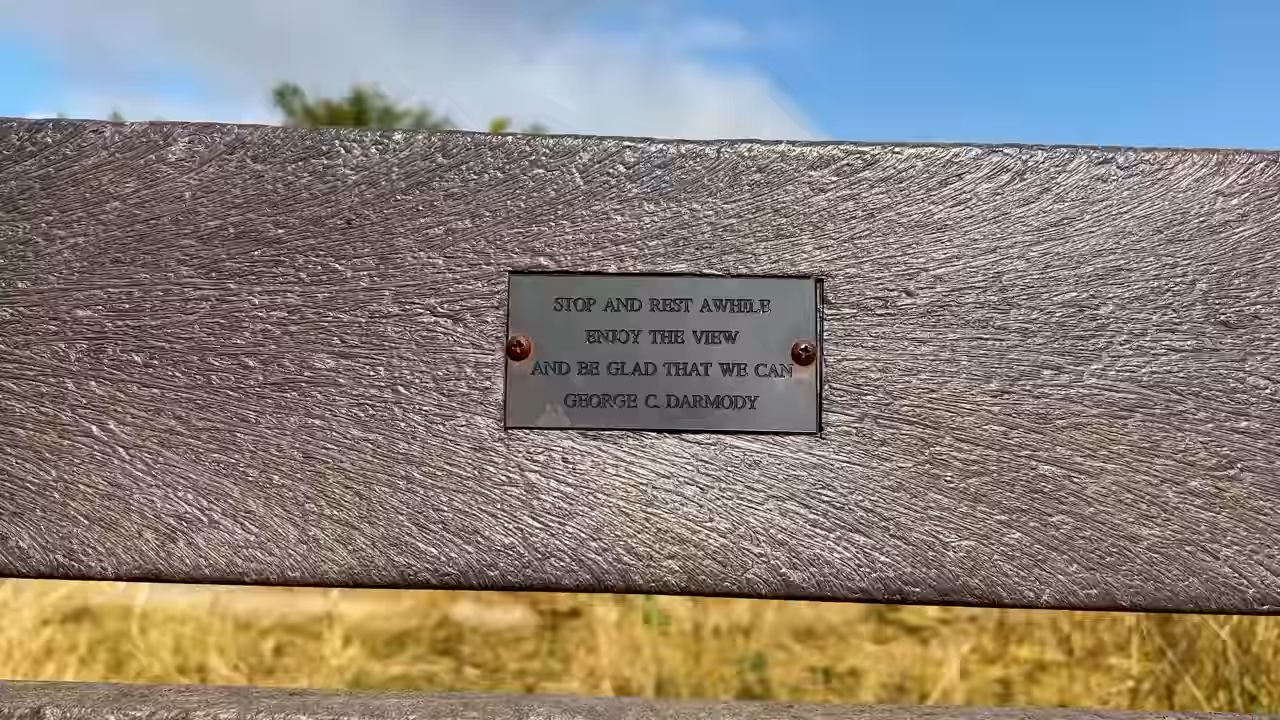 STOP AND REST AWHILE
ENJOY THE VIEW
AND BE GLAD THAT WE CAN
GEORGE C. DARMODY